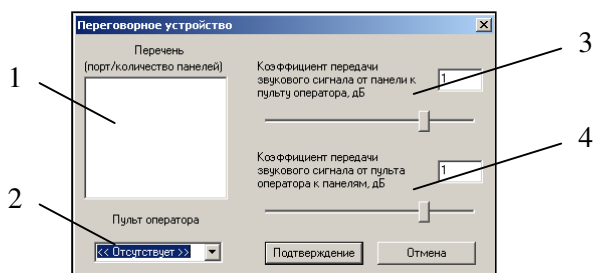 Переговорное устройство
Перечень
(порт/количество панелей)
1
2
Пульт оператора
<< Отсутствует >>
Коэффициент передачи
звукового сигнала от панели к
пульту оператора, дБ
1
3
Коэффициент передачи
звукового сигнала от пульта
оператора к панелям, дБ
1
4
Подтверждение
Отмена